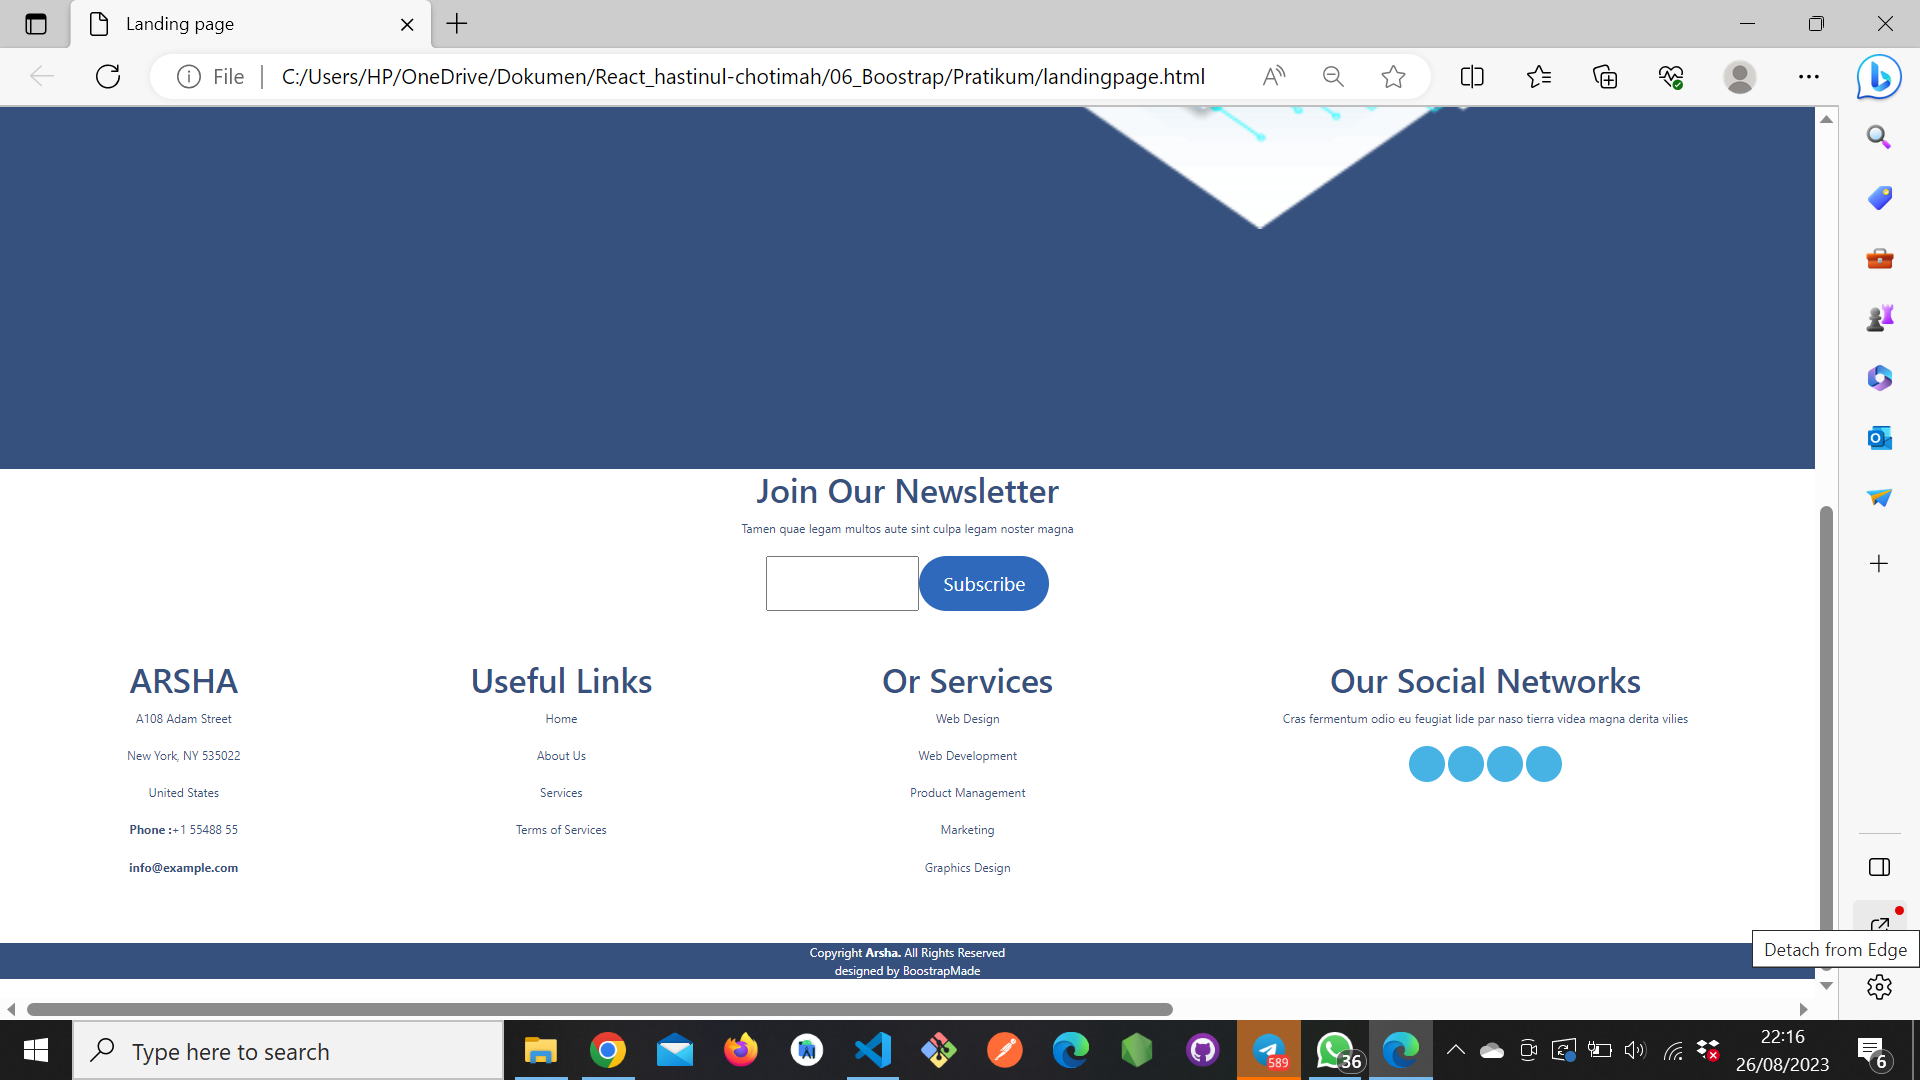 Landing page
File
C:/Users/HP/OneDrive/Dokumen/React_hastinul-chotimah/06_Boostrap/Pratikum/landingpage.html
Join Our Newsletter
Tamen quae legam multos aute sint culpa legam noster magna
Subscribe
ARSHA
A108 Adam Street
New York, NY 535022
United States
Phone :+1 55488 55
info@example.com
Useful Links
Home
About Us
Services
Terms of Services
Or Services
Web Design
Web Development
Product Management
Marketing
Graphics Design
Our Social Networks
Cras fermentum odio eu feugiat lide par naso tierra videa magna derita vilies
Copyright Arsha. All Rights Reserved
designed by BoostrapMade
Detach from Edge
Type here to search
589
36
22:16
26/08/2023
6